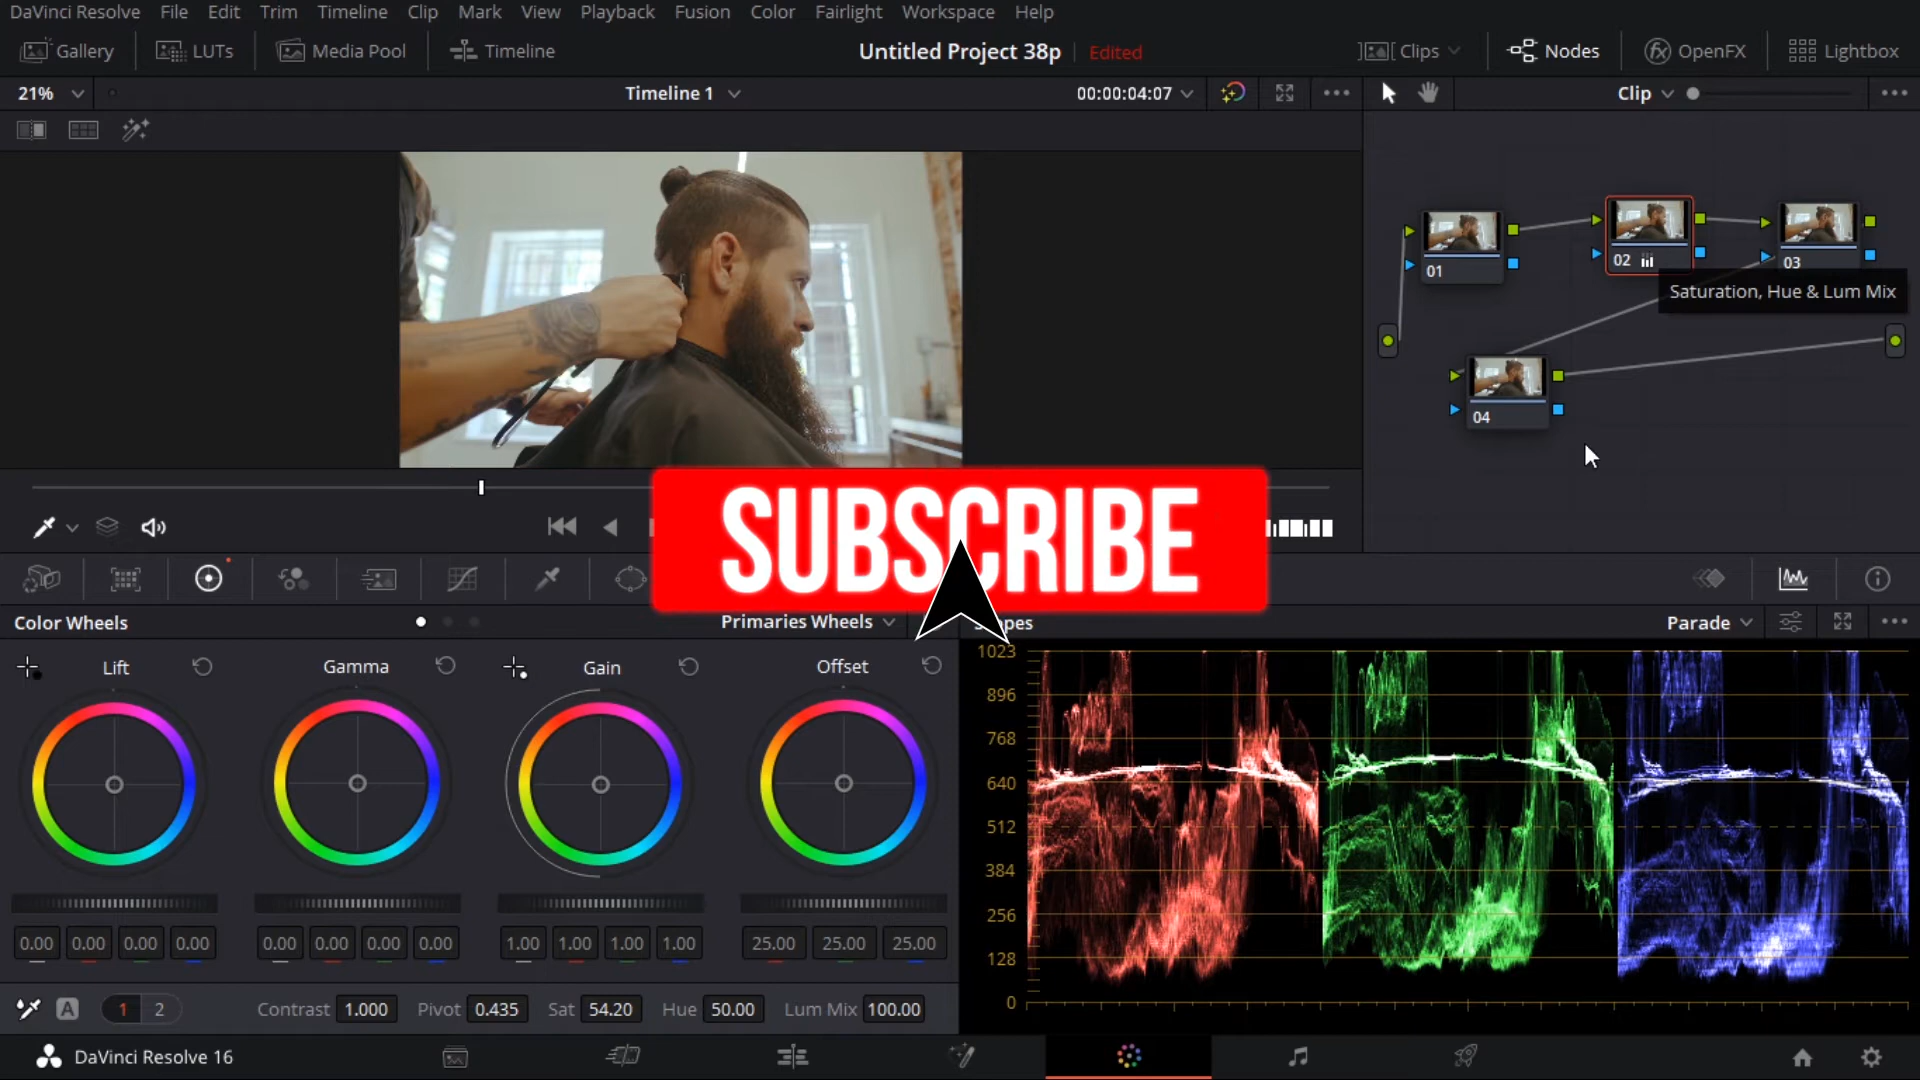 DaVinci Resolve File Edit Trim Timeline Clip Mark View Playback Fusion Color Fairlight Workspace Help
Gallery LUTs Media Pool Timeline Untitled Project 38p Edited Clips Nodes OpenFX Lightbox
21% Timeline 1 00:00:04:07 Clip
01 02 03
Saturation, Hue & Lum Mix
04
SUBSCRIBE
Color Wheels Primaries Wheels Parade
Lift Gamma Gain Offset
1023
896
768
640
512
384
256
128
0
0.00 0.00 0.00 0.00 0.00 0.00 0.00 0.00 1.00 1.00 1.00 1.00 25.00 25.00 25.00
A 1 2 Contrast 1.000 Pivot 0.435 Sat 54.20 Hue 50.00 Lum Mix 100.00
DaVinci Resolve 16